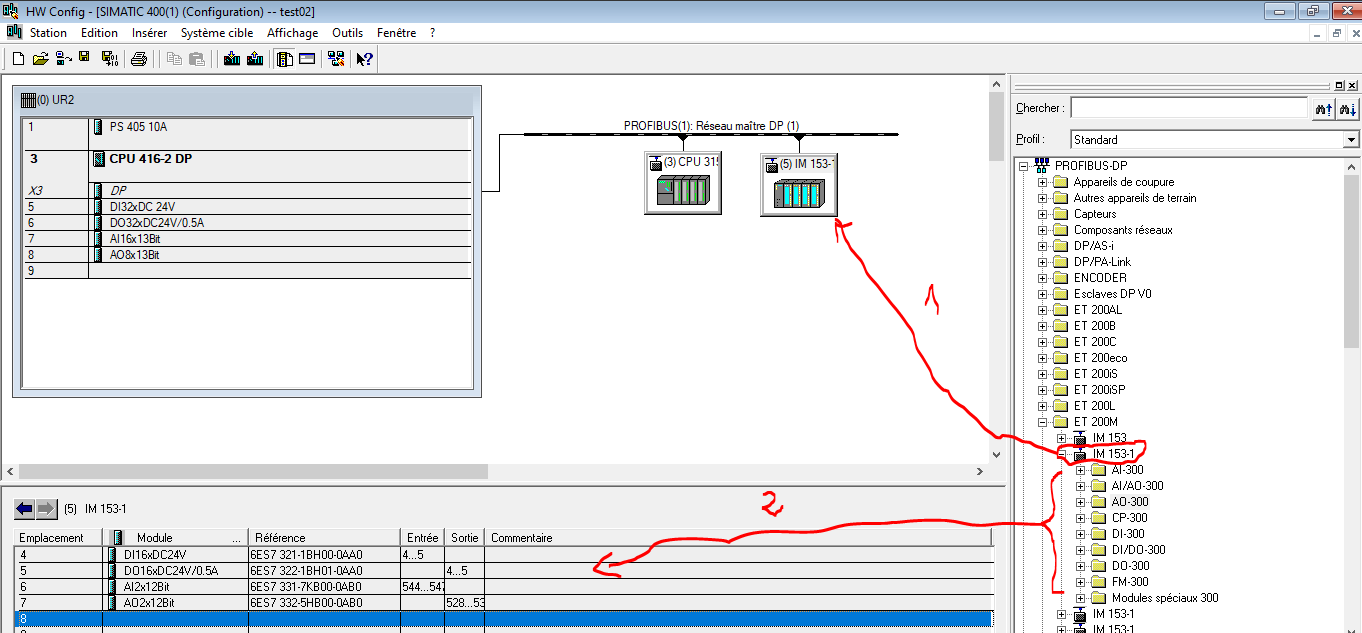 HW Config - [SIMATIC 400(1) (Configuration) -- test02]
Station Edition Insérer Système cible Affichage Outils Fenêtre ?
(0) UR2
1 PS 405 10A
3 CPU 416-2 DP
X3 DP
5 DI32xDC 24V
6 DO32xDC24V/0.5A
7 AI16x13Bit
8 AO8x13Bit
9
PROFIBUS(1): Réseau maître DP (1)
(3) CPU 315
(5) IM 153-1
1
2
Chercher :
Profil : Standard
PROFIBUS-DP
Appareils de coupure
Autres appareils de terrain
Capteurs
Composants réseaux
DP/AS-i
DP/PA-Link
ENCODER
Esclaves DP V0
ET 200AL
ET 200B
ET 200C
ET 200eco
ET 200iS
ET 200iSP
ET 200L
ET 200M
IM 153
IM 153-1
AI-300
AI/AO-300
AO-300
CP-300
DI-300
DI/DO-300
DO-300
FM-300
Modules spéciaux 300
IM 153-1
IM 153-1
(5) IM 153-1
Emplacement Module ... Référence Entrée Sortie Commentaire
4 DI16xDC24V 6ES7 321-1BH00-0AA0 4...5
5 DO16xDC24V/0.5A 6ES7 322-1BH01-0AA0 4...5
6 AI2x12Bit 6ES7 331-7KB00-0AB0 544...547
7 AO2x12Bit 6ES7 332-5HB00-0AB0 528...53
8